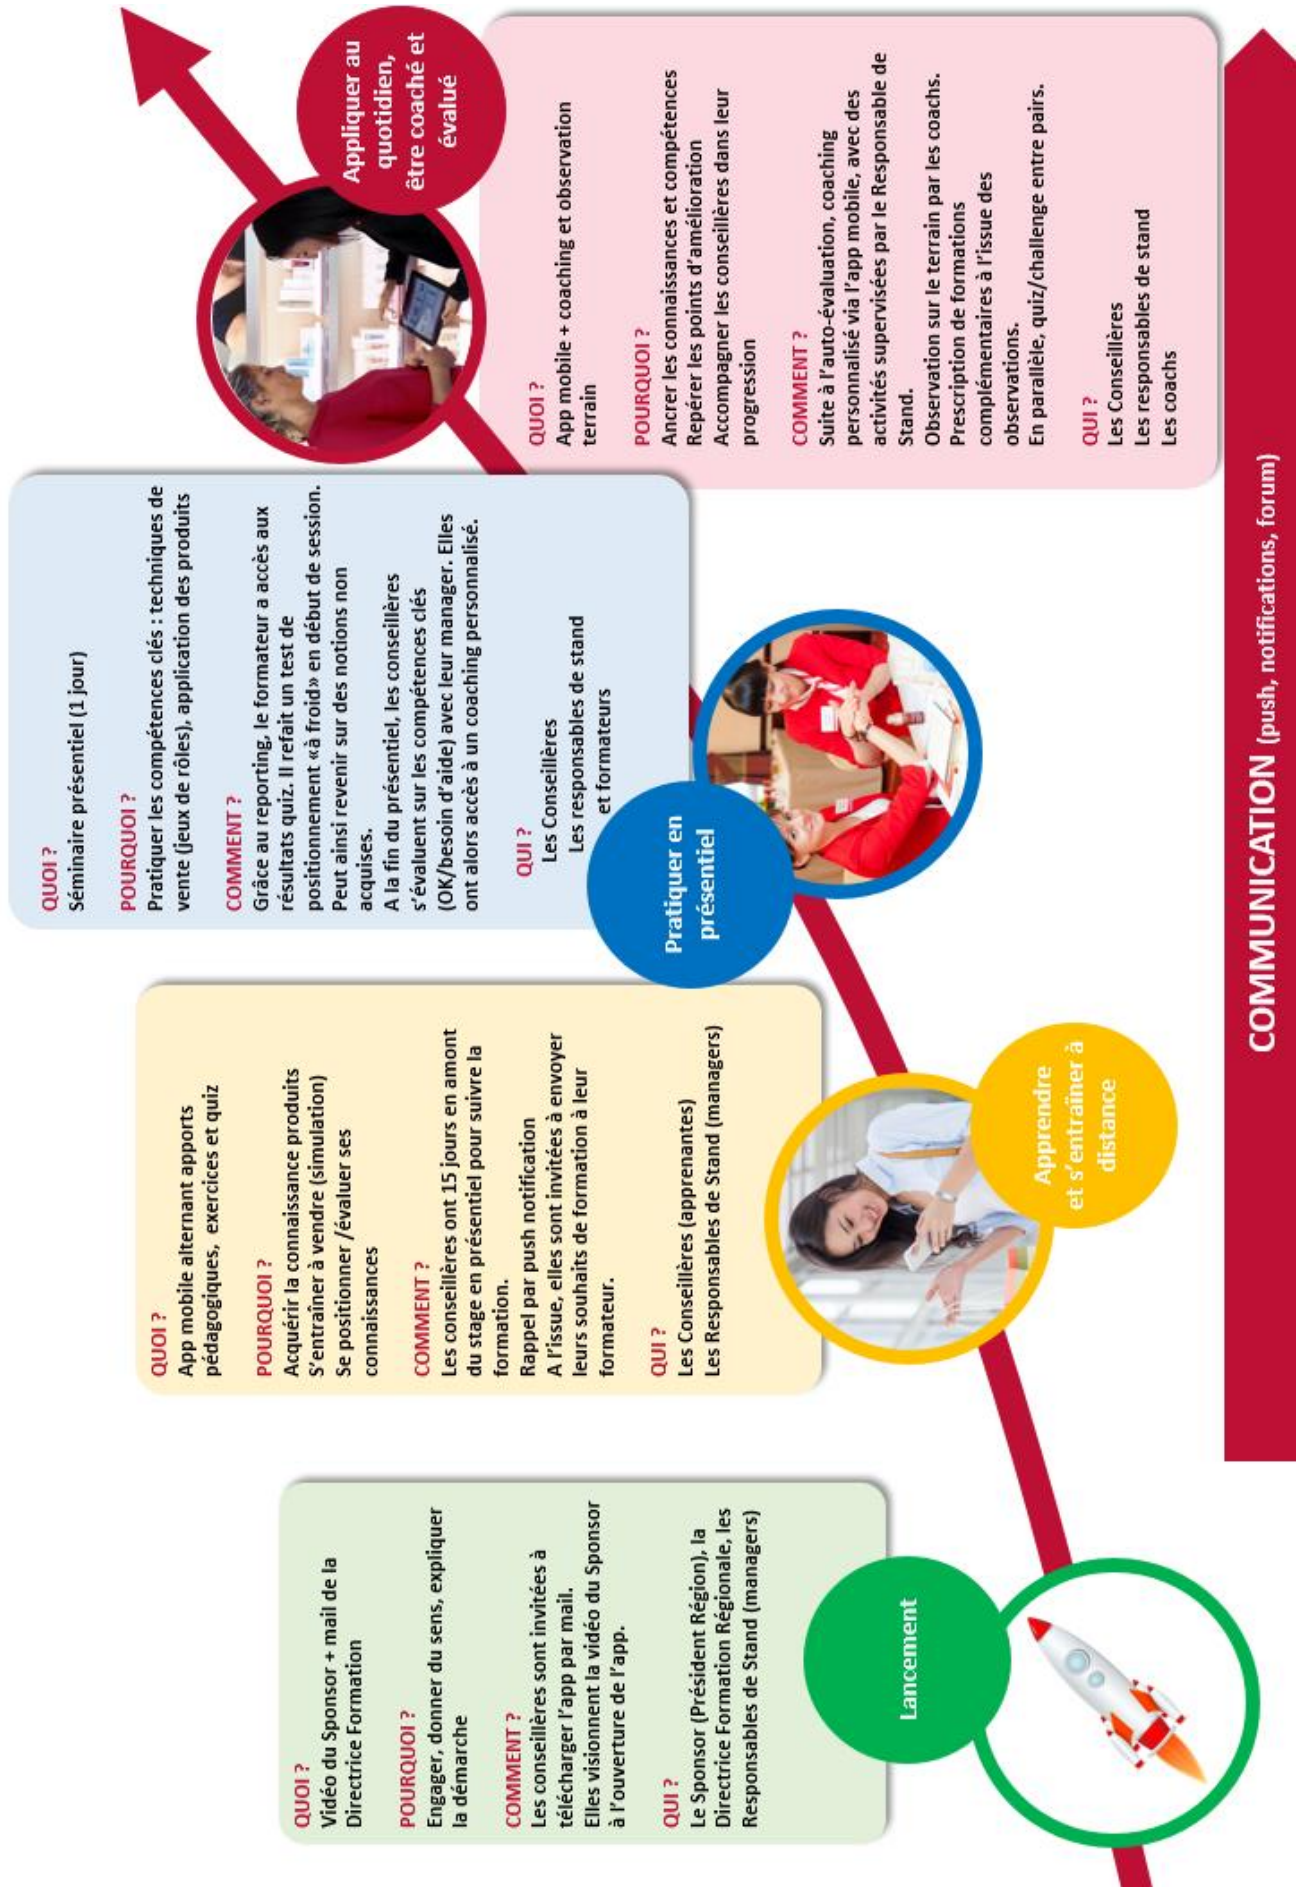 QUOI ?
Vidéo du Sponsor + mail de la
Directrice Formation
POURQUOI ?
Engager, donner du sens, expliquer
la démarche
COMMENT ?
Les conseillères sont invitées à
télécharger l'app par mail.
Elles visionnent la vidéo du Sponsor
à l'ouverture de l'app.
QUI ?
Le Sponsor (Président Région), la
Directrice Formation Régionale, les
Responsables de Stand (managers)
Lancement
QUOI ?
App mobile alternant apports
pédagogiques, exercices et quiz
POURQUOI ?
Acquérir la connaissance produits
S'entraîner à vendre (simulation)
Se positionner /évaluer ses
connaissances
COMMENT ?
Les conseillères ont 15 jours en amont
du stage en présentiel pour suivre la
formation.
Rappel par push notification
A l'issue, elles sont invitées à envoyer
leurs souhaits de formation à leur
formateur.
QUI ?
Les Conseillères (apprenantes)
Les Responsables de Stand (managers)
Apprendre
et s'entraîner à
distance
QUOI ?
Séminaire présentiel (1 jour)
POURQUOI ?
Pratiquer les compétences clés : techniques de
vente (jeux de rôles), application des produits
COMMENT ?
Grâce au reporting, le formateur a accès aux
résultats quiz. Il refait un test de
positionnement «à froid» en début de session.
Peut ainsi revenir sur des notions non
acquises.
A la fin du présentiel, les conseillères
s'évaluent sur les compétences clés
(OK/besoin d'aide) avec leur manager. Elles
ont alors accès à un coaching personnalisé.
QUI ?
Les Conseillères
Les responsables de stand
et formateurs
Pratiquer en
présentiel
Appliquer au
quotidien,
être coaché et
évalué
QUOI ?
App mobile + coaching et observation
terrain
POURQUOI ?
Ancrer les connaissances et compétences
Repérer les points d'amélioration
Accompagner les conseillères dans leur
progression
COMMENT ?
Suite à l'auto-évaluation, coaching
personnalisé via l'app mobile, avec des
activités supervisées par le Responsable de
Stand.
Observation sur le terrain par les coachs.
Prescription de formations
complémentaires à l'issue des
observations.
En parallèle, quiz/challenge entre pairs.
QUI ?
Les Conseillères
Les responsables de stand
Les coachs
COMMUNICATION (push, notifications, forum)